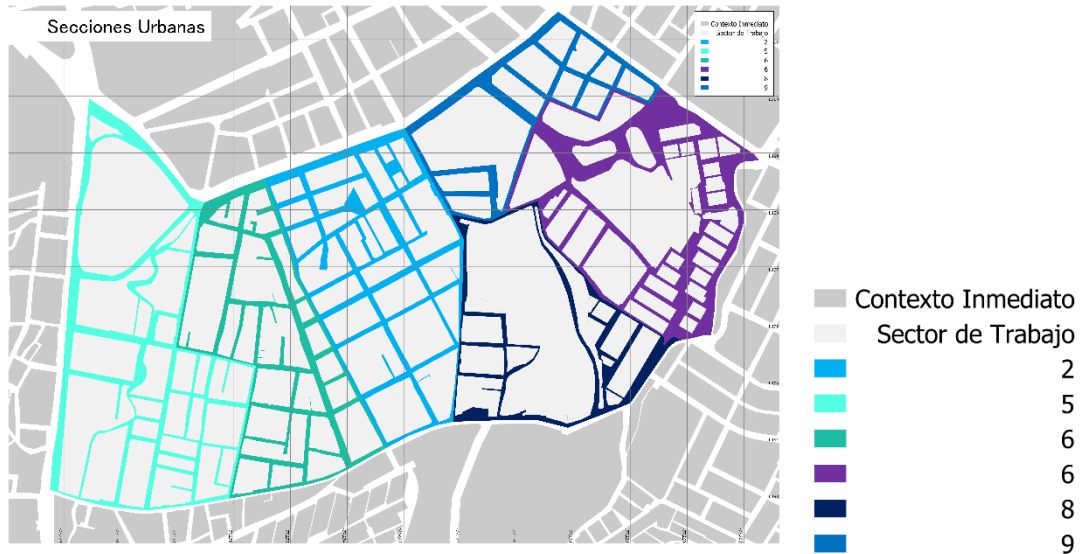 Secciones Urbanas
Contexto Inmediato
Sector de Trabajo
2
5
6
6
8
9
Contexto Inmediato
Sector de Trabajo
2
5
6
6
8
9